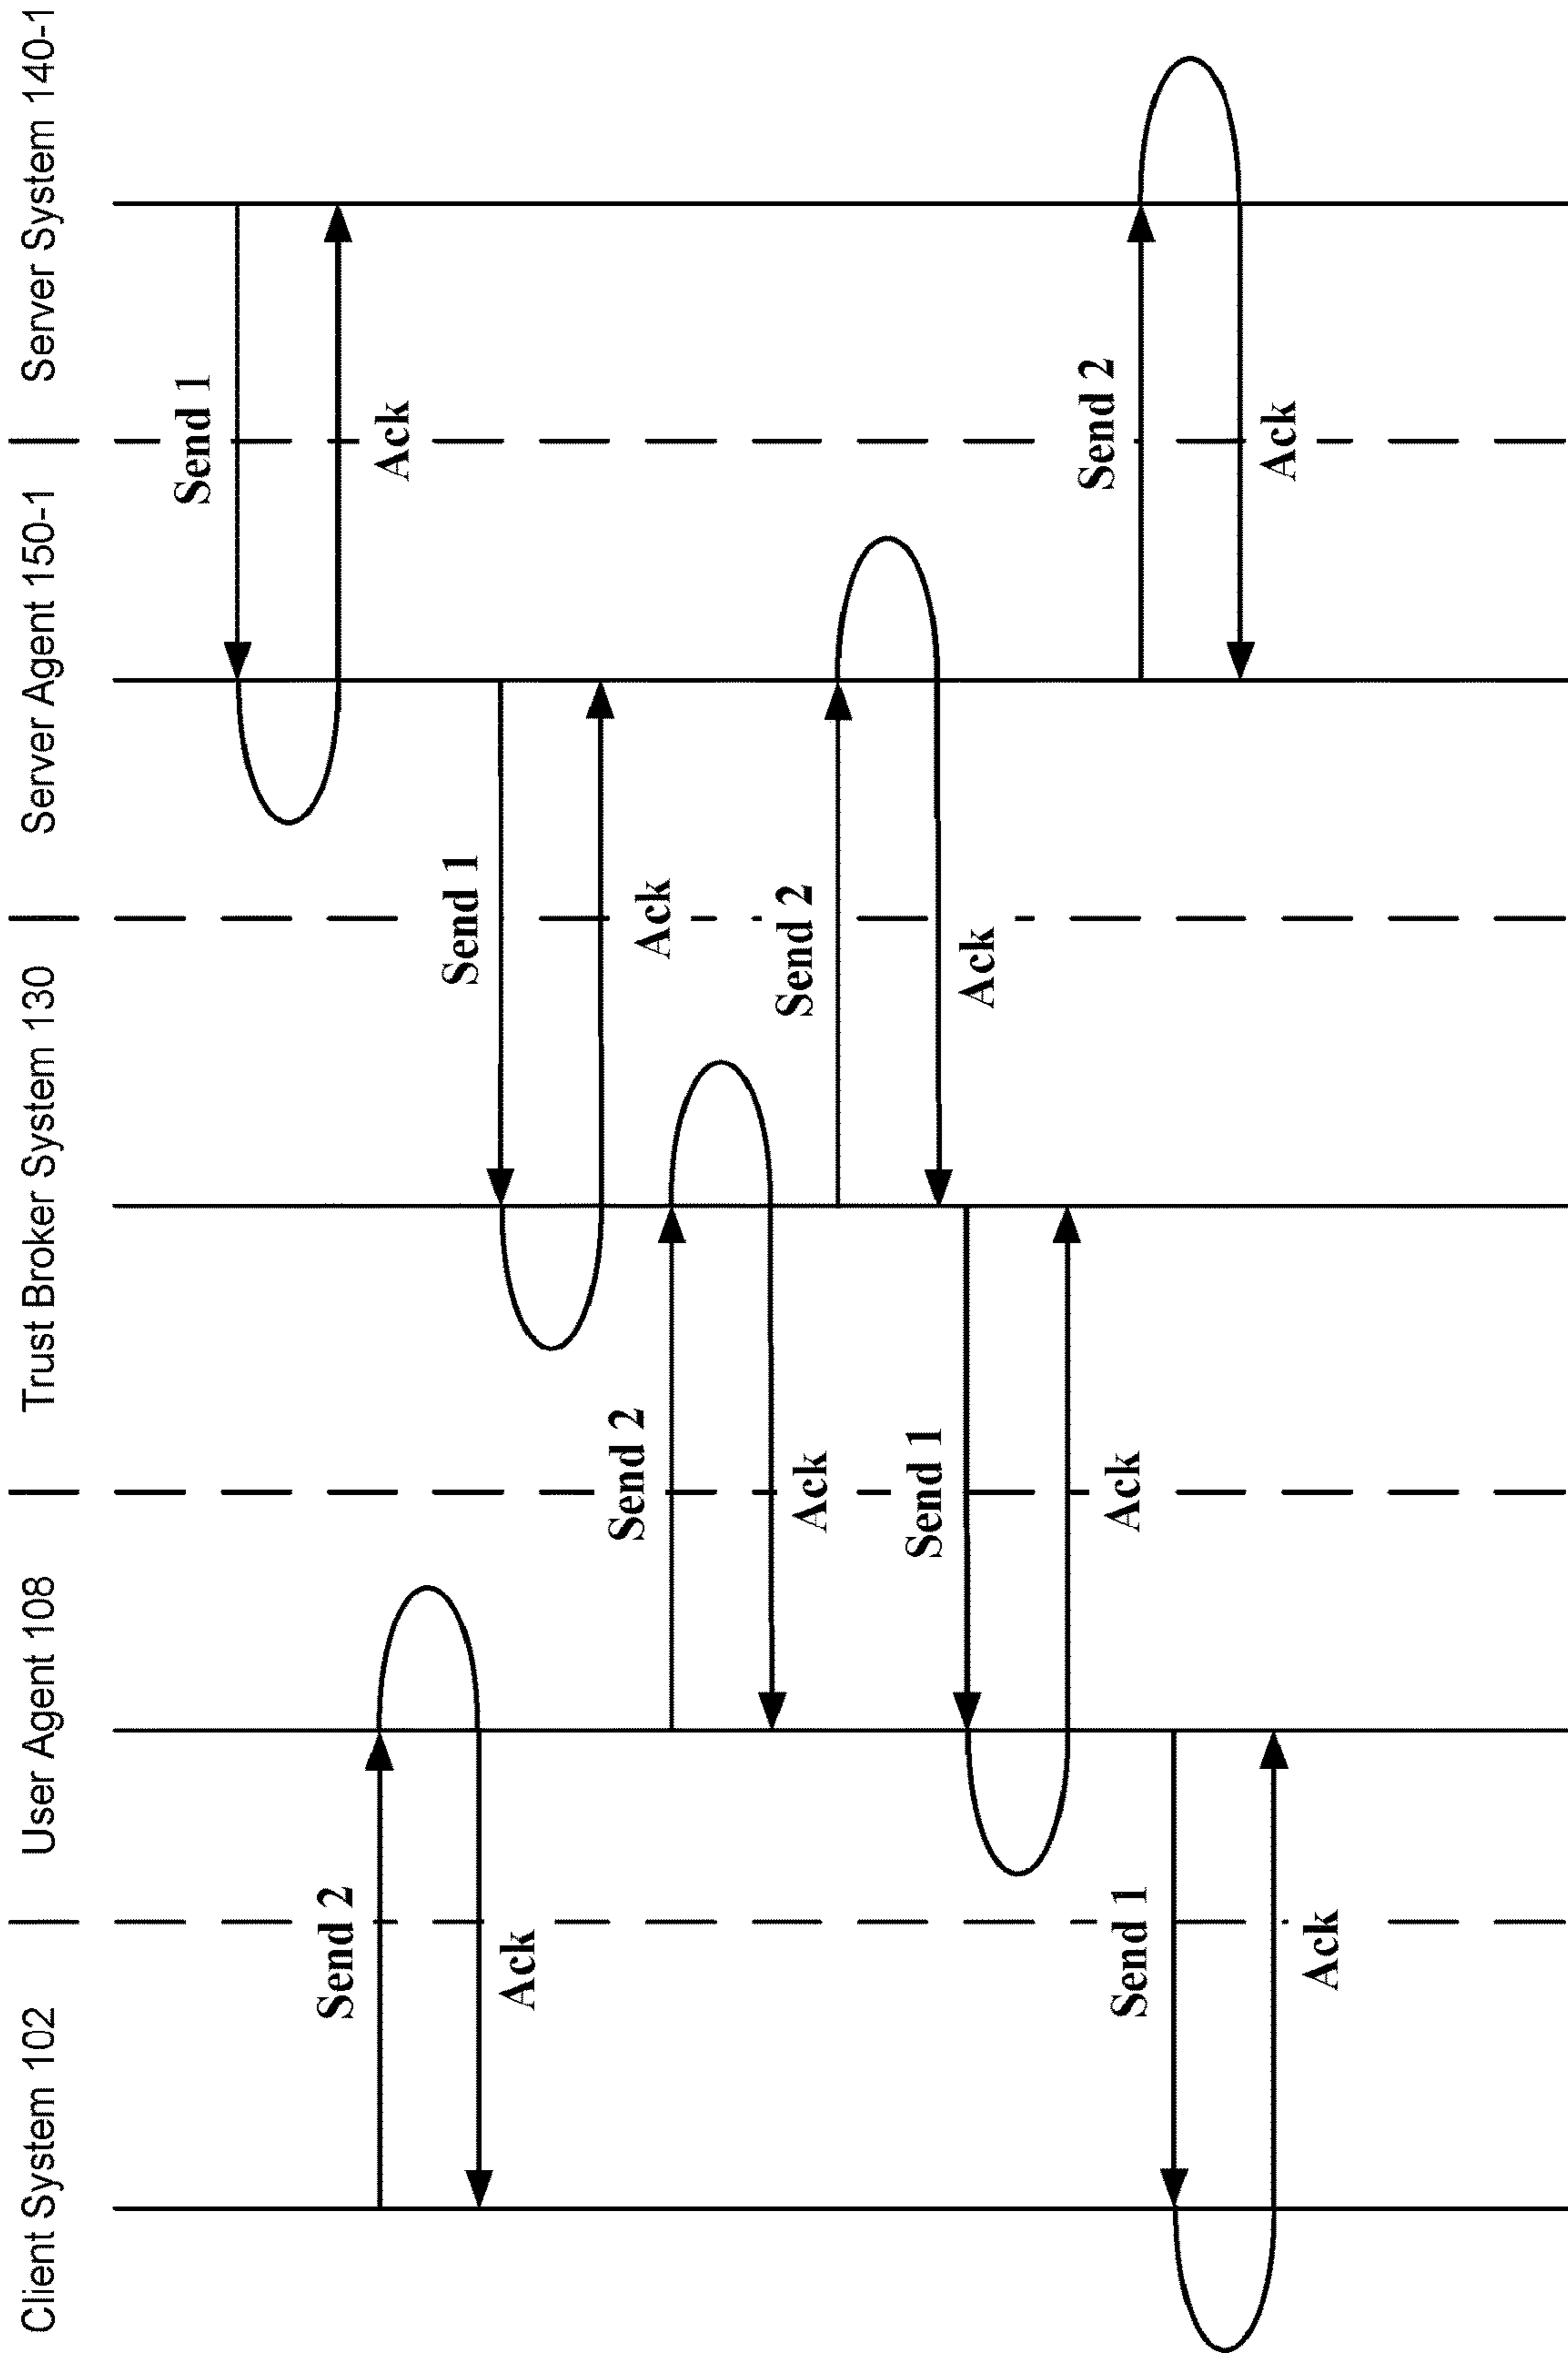 Client System 102
User Agent 108
Trust Broker System 130
Server Agent 150-1
Server System 140-1
Send 1
Send 2
Ack
Send 1
Ack
Send 2
Ack
Send 2
Ack
Send 1
Ack
Send 2
Ack
Send 1
Ack
Ack